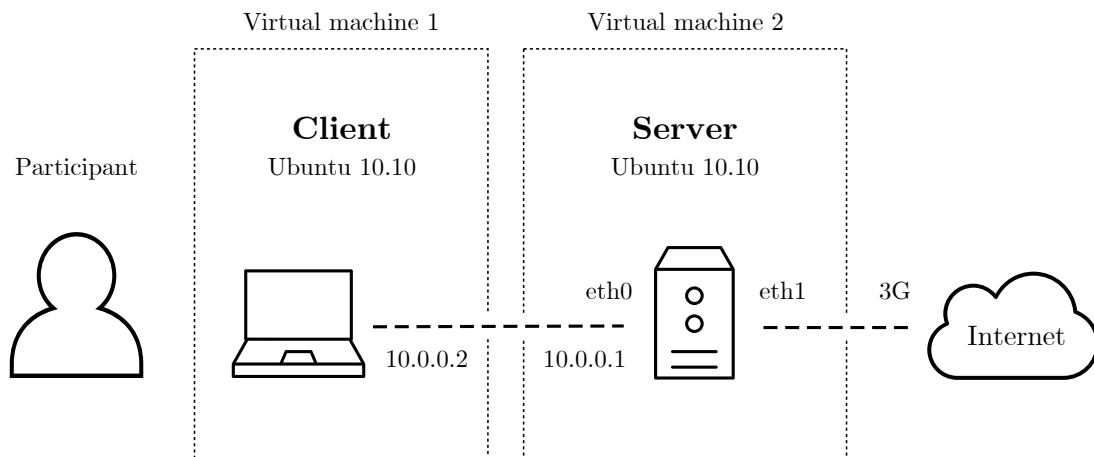 Virtual machine 1
Virtual machine 2
Client
Server
Participant
Ubuntu 10.10
Ubuntu 10.10
eth0
eth1
3G
Internet
10.0.0.2
10.0.0.1